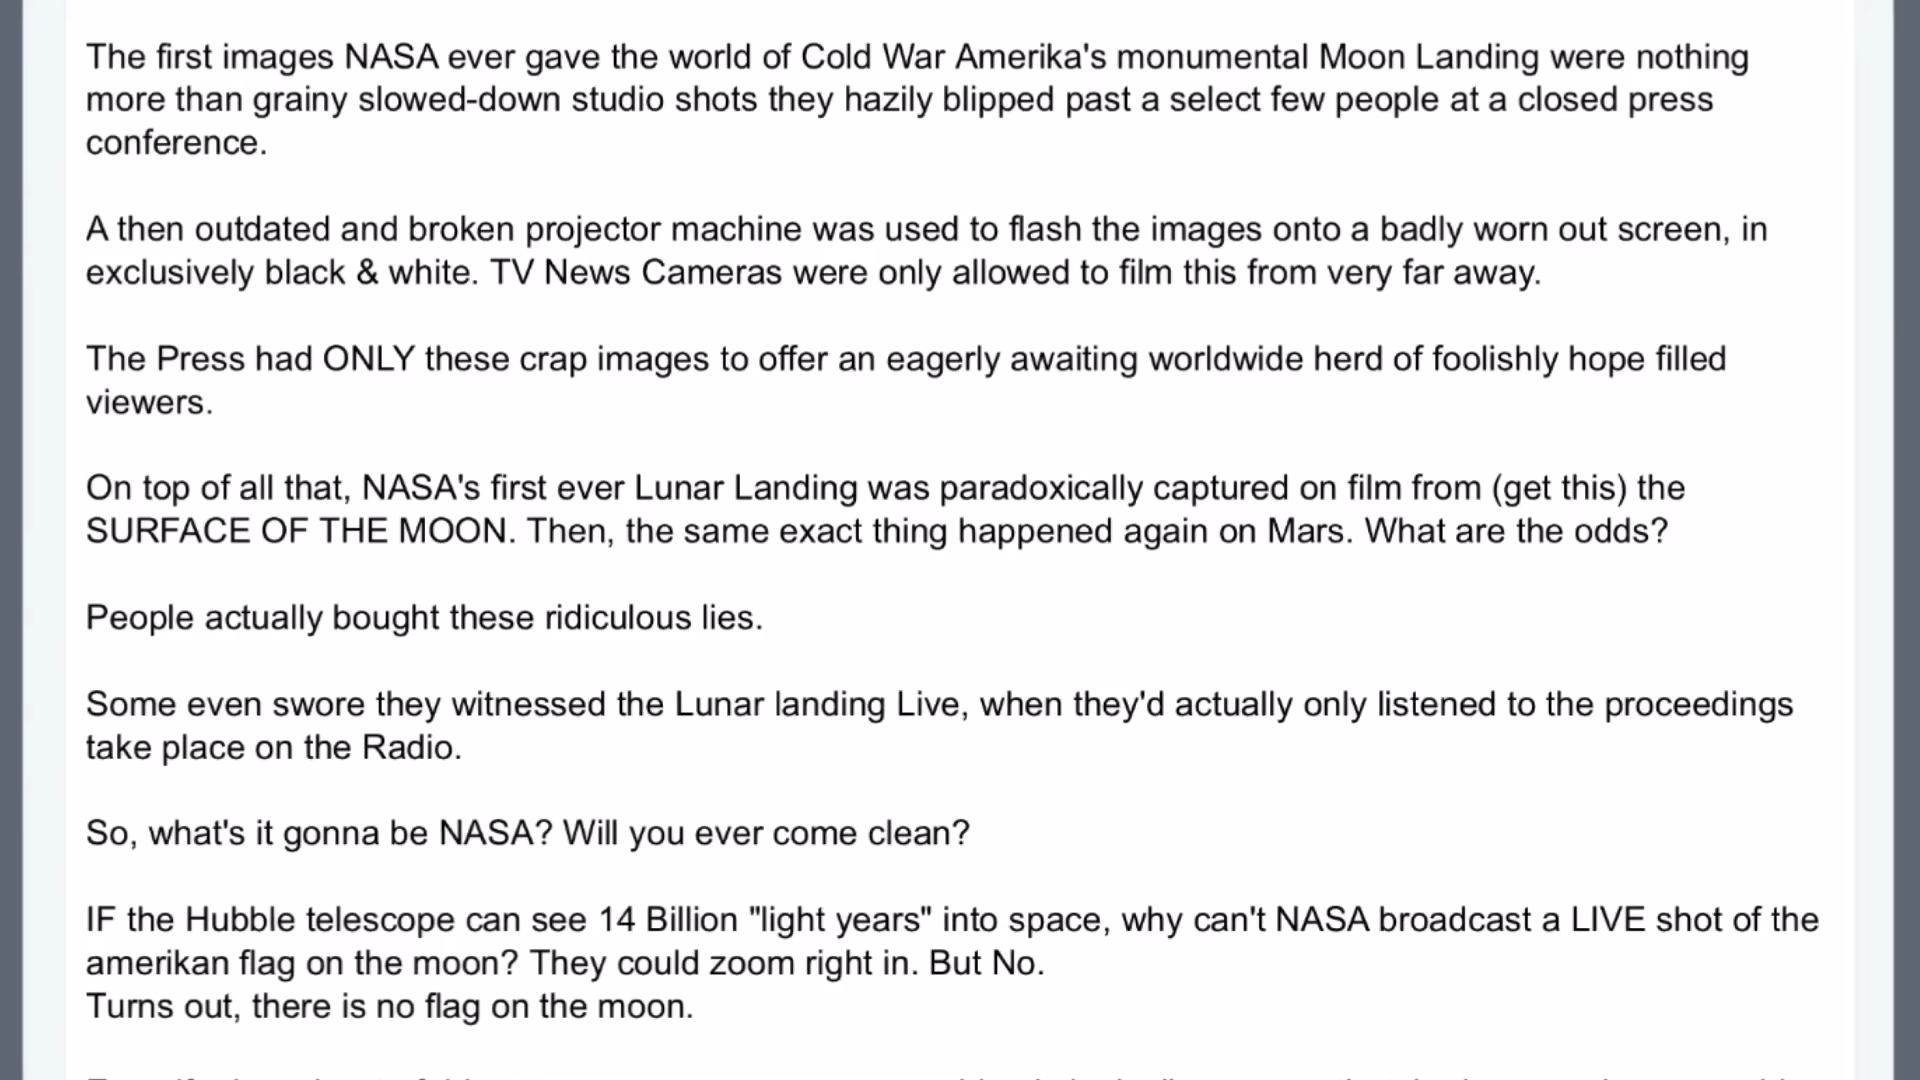 The first images NASA ever gave the world of Cold War Amerika's monumental Moon Landing were nothing
more than grainy slowed-down studio shots they hazily blipped past a select few people at a closed press
conference.
A then outdated and broken projector machine was used to flash the images onto a badly worn out screen, in
exclusively black & white. TV News Cameras were only allowed to film this from very far away.
The Press had ONLY these crap images to offer an eagerly awaiting worldwide herd of foolishly hope filled
viewers.
On top of all that, NASA's first ever Lunar Landing was paradoxically captured on film from (get this) the
SURFACE OF THE MOON. Then, the same exact thing happened again on Mars. What are the odds?
People actually bought these ridiculous lies.
Some even swore they witnessed the Lunar landing Live, when they'd actually only listened to the proceedings
take place on the Radio.
So, what's it gonna be NASA? Will you ever come clean?
IF the Hubble telescope can see 14 Billion "light years" into space, why can't NASA broadcast a LIVE shot of the
amerikan flag on the moon? They could zoom right in. But No.
Turns out, there is no flag on the moon.